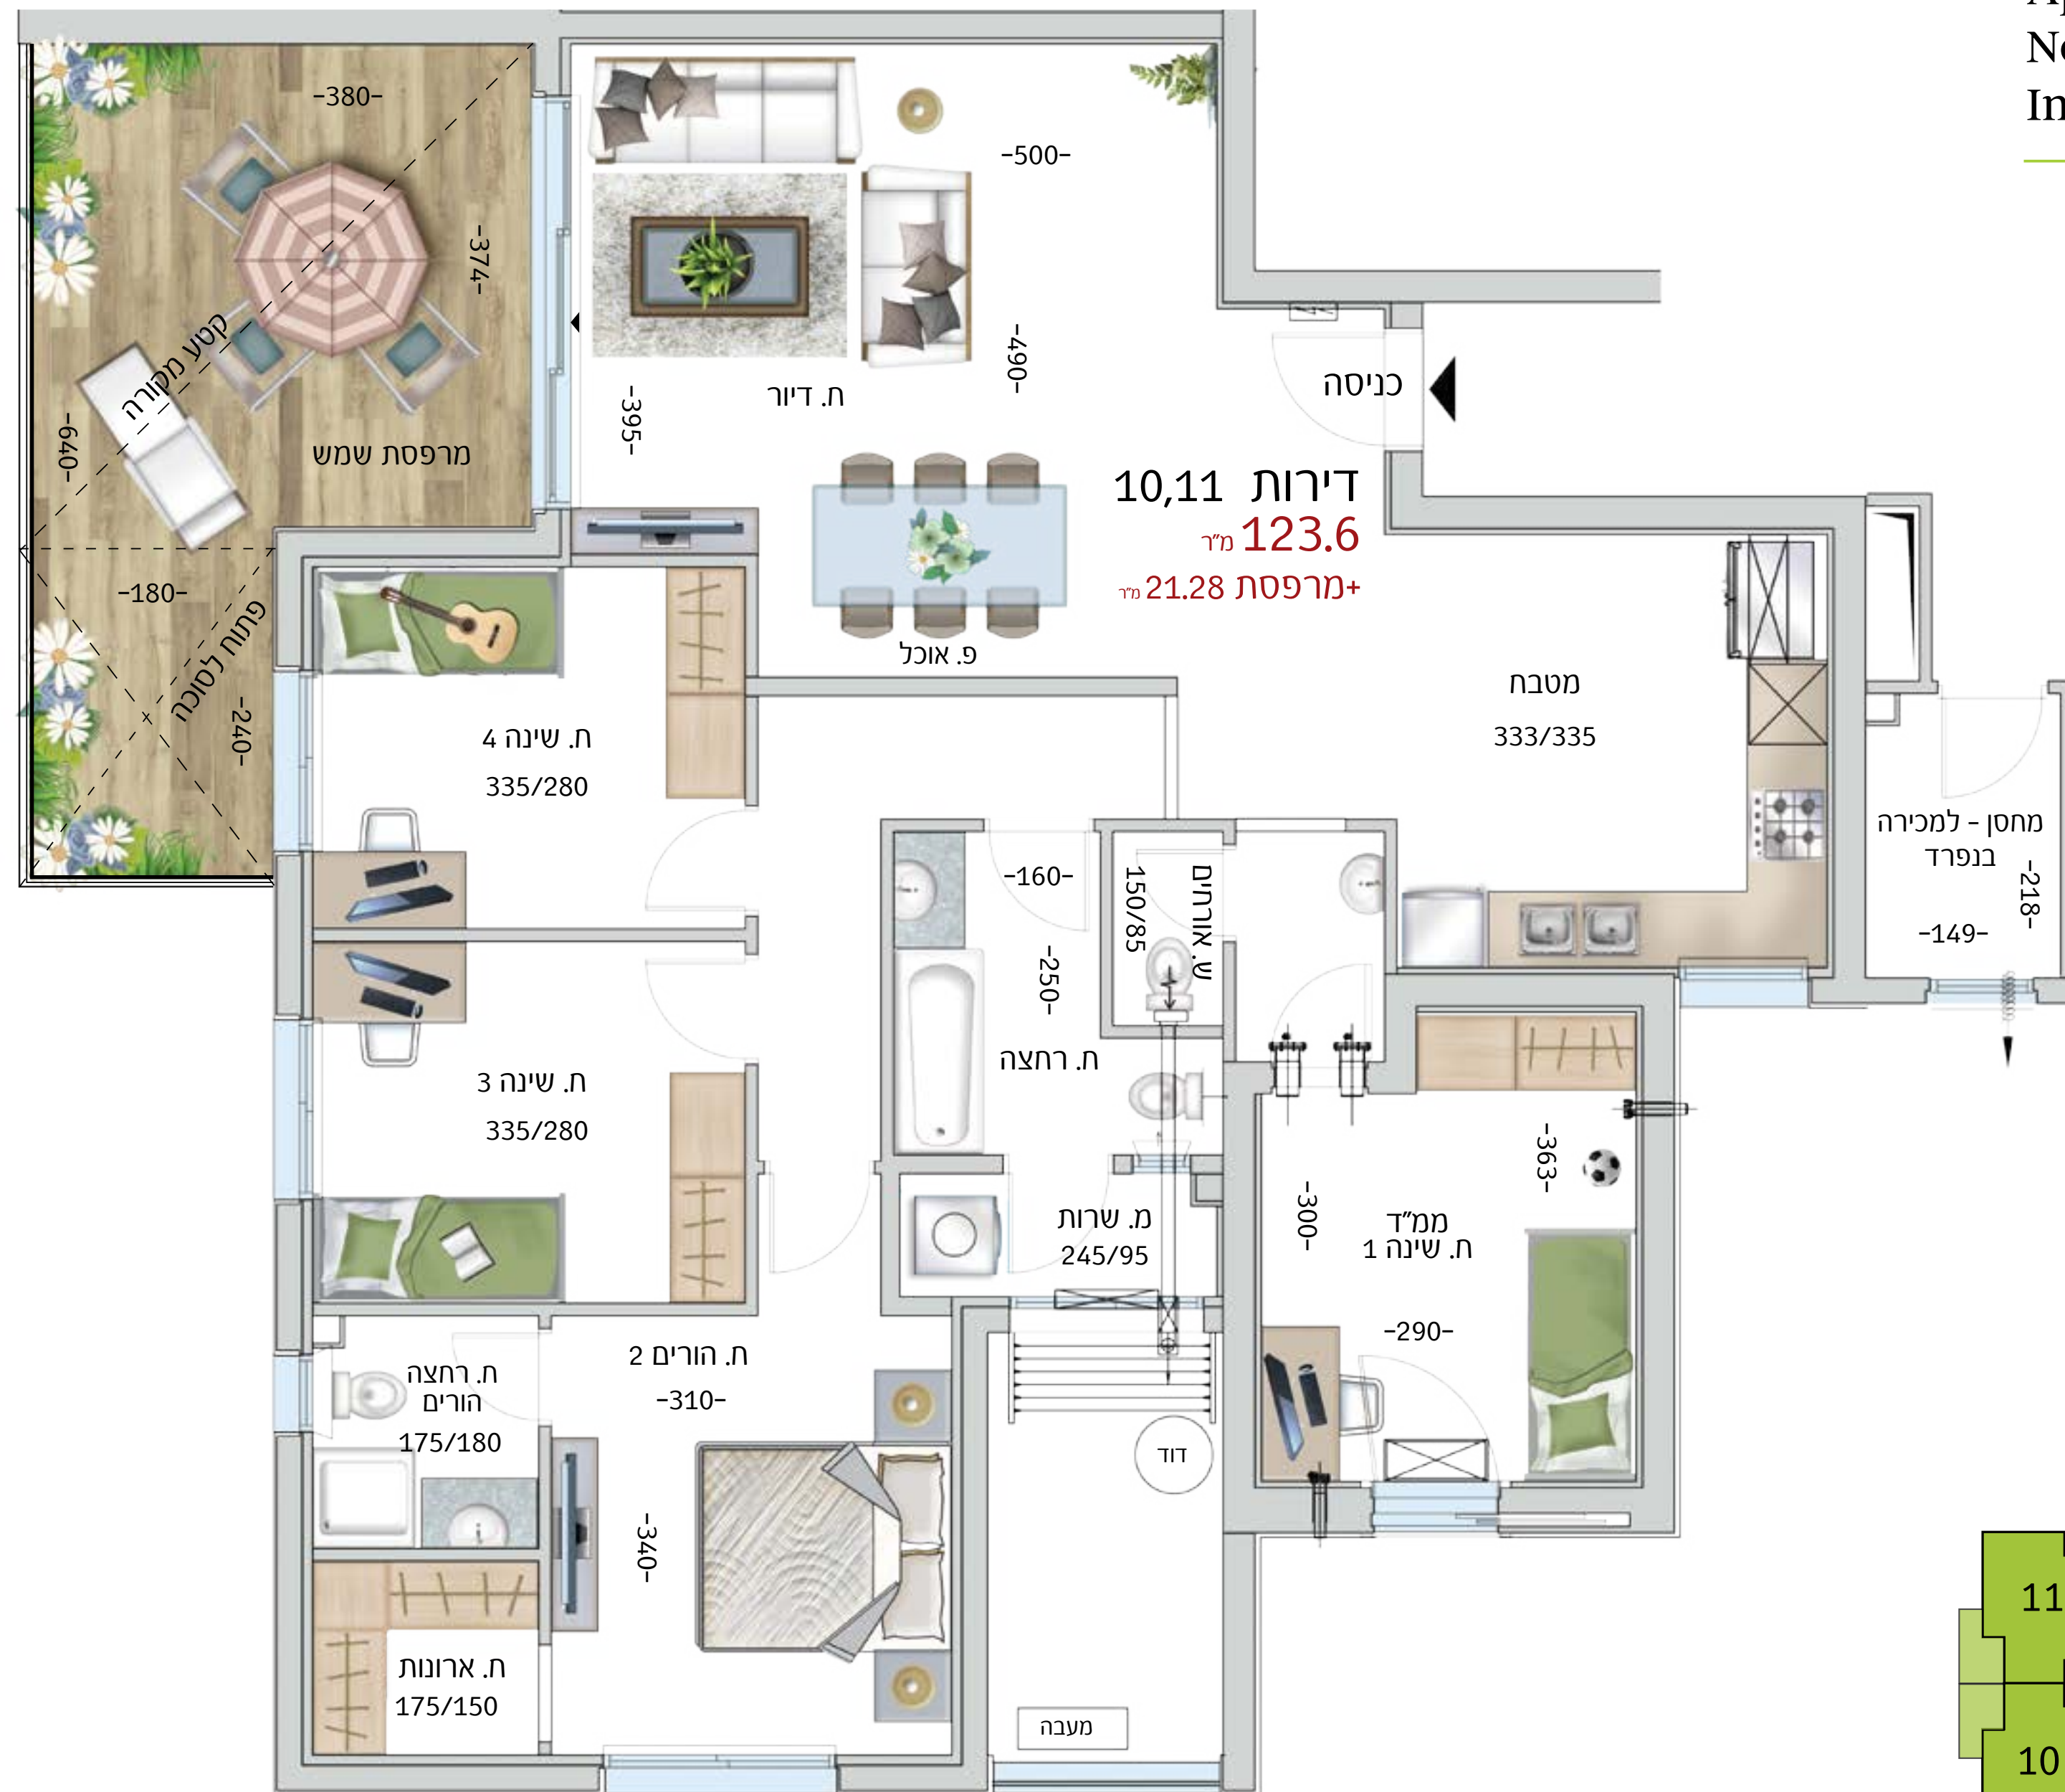 -380-
-374-
קטע מקורה
-640-
מרפסת שמש
-180-
פתוח לסוכה
-240-
-500-
-490-
-395-
ח. דיור
כניסה
דירות 10,11
123.6 מ״ר
+מרפסת 21.28 מ״ר
פ. אוכל
מטבח
333/335
מחסן - למכירה
בנפרד
-218-
-149-
ח. שינה 4
335/280
ח. שינה 3
335/280
-160-
-250-
ח. רחצה
ש. אורחים
150/85
מ. שרות
245/95
-363-
-300-
ממ״ד
ח. שינה 1
-290-
ח. הורים 2
-310-
-340-
ח. רחצה
הורים
175/180
ח. ארונות
175/150
דוד
מעבה
11
10